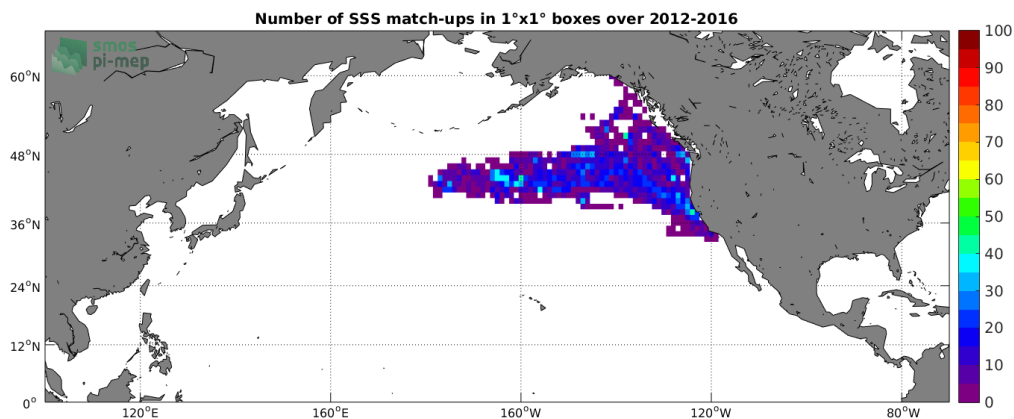 Number of SSS match-ups in 1°x1° boxes over 2012-2016
smos
pi-mep
60°N
48°N
36°N
24°N
12°N
0°
120°E
160°E
160°W
120°W
80°W
100
90
80
70
60
50
40
30
20
10
0